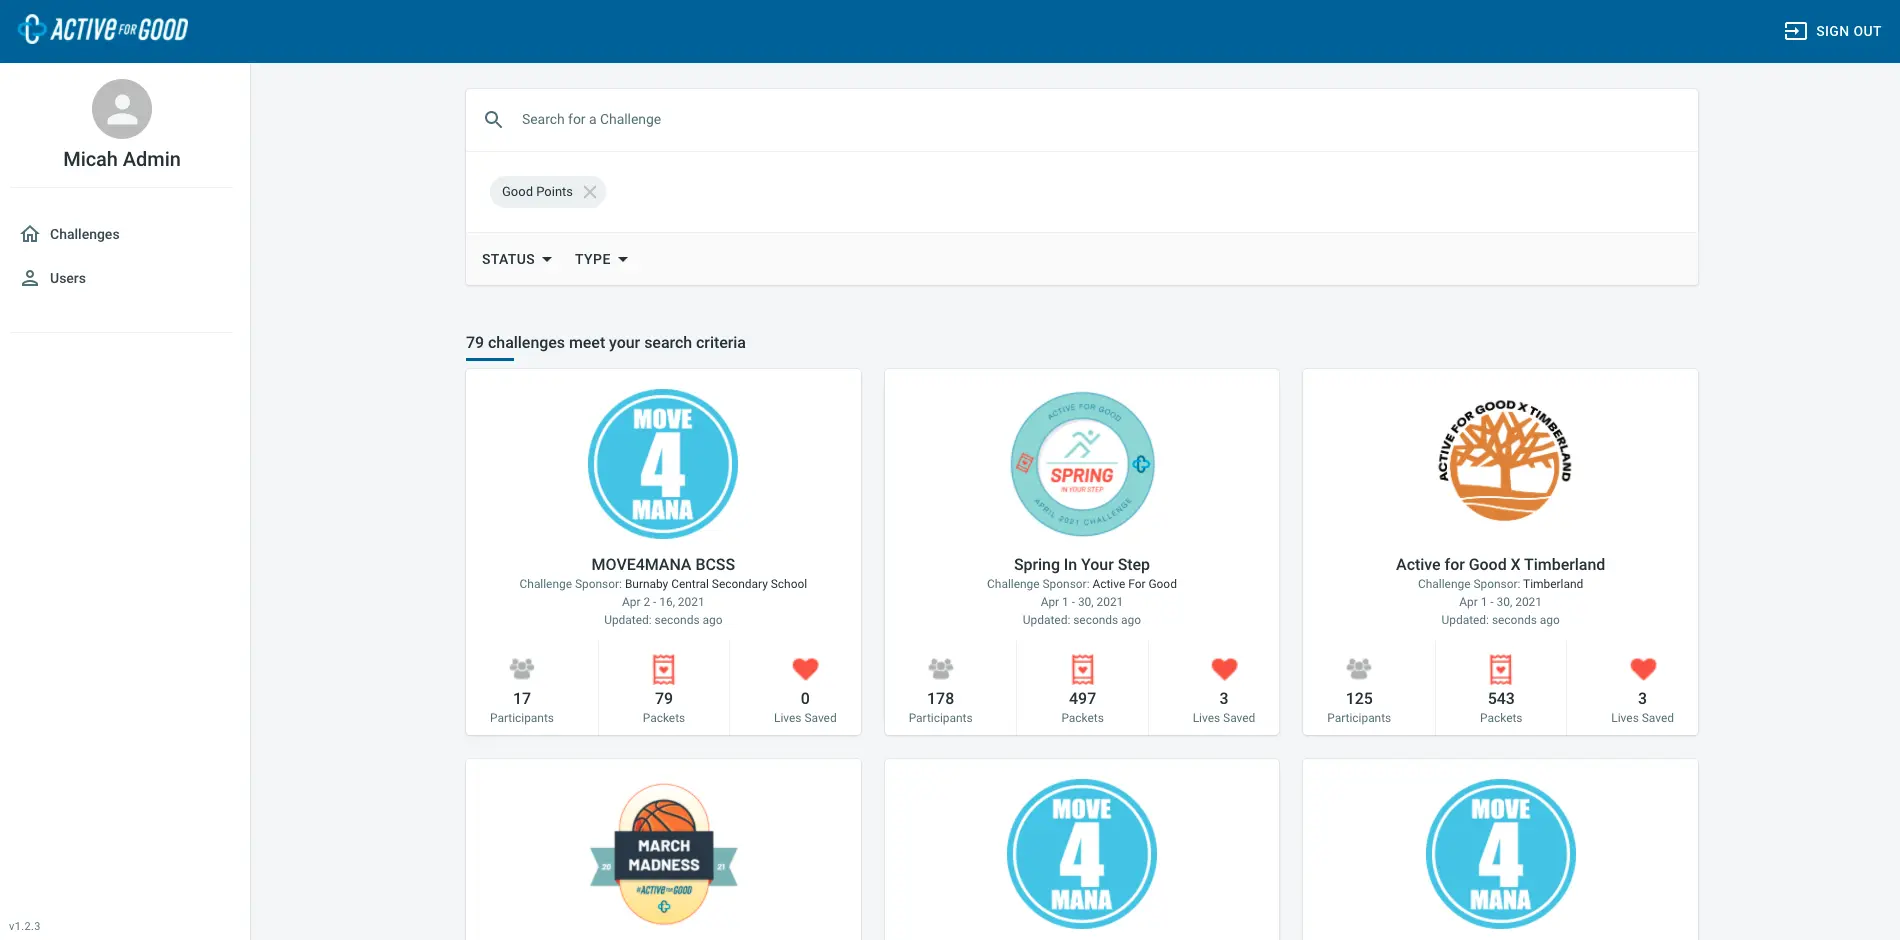 ACTIVE FOR GOOD
SIGN OUT
Micah Admin
Challenges
Users
v1.2.3
Search for a Challenge
Good Points
STATUS
TYPE
79 challenges meet your search criteria
MOVE
4
MANA
MOVE4MANA BCSS
Challenge Sponsor: Burnaby Central Secondary School
Apr 2 - 16, 2021
Updated: seconds ago
17
Participants
79
Packets
0
Lives Saved
ACTIVE FOR GOOD
SPRING
IN YOUR STEP
APRIL 2021 CHALLENGE
Spring In Your Step
Challenge Sponsor: Active For Good
Apr 1 - 30, 2021
Updated: seconds ago
178
Participants
497
Packets
3
Lives Saved
ACTIVE FOR GOOD X TIMBERLAND
Active for Good X Timberland
Challenge Sponsor: Timberland
Apr 1 - 30, 2021
Updated: seconds ago
125
Participants
543
Packets
3
Lives Saved
MARCH
MADNESS
20
21
#ACTIVE FOR GOOD
MOVE
4
MANA
MOVE
4
MANA